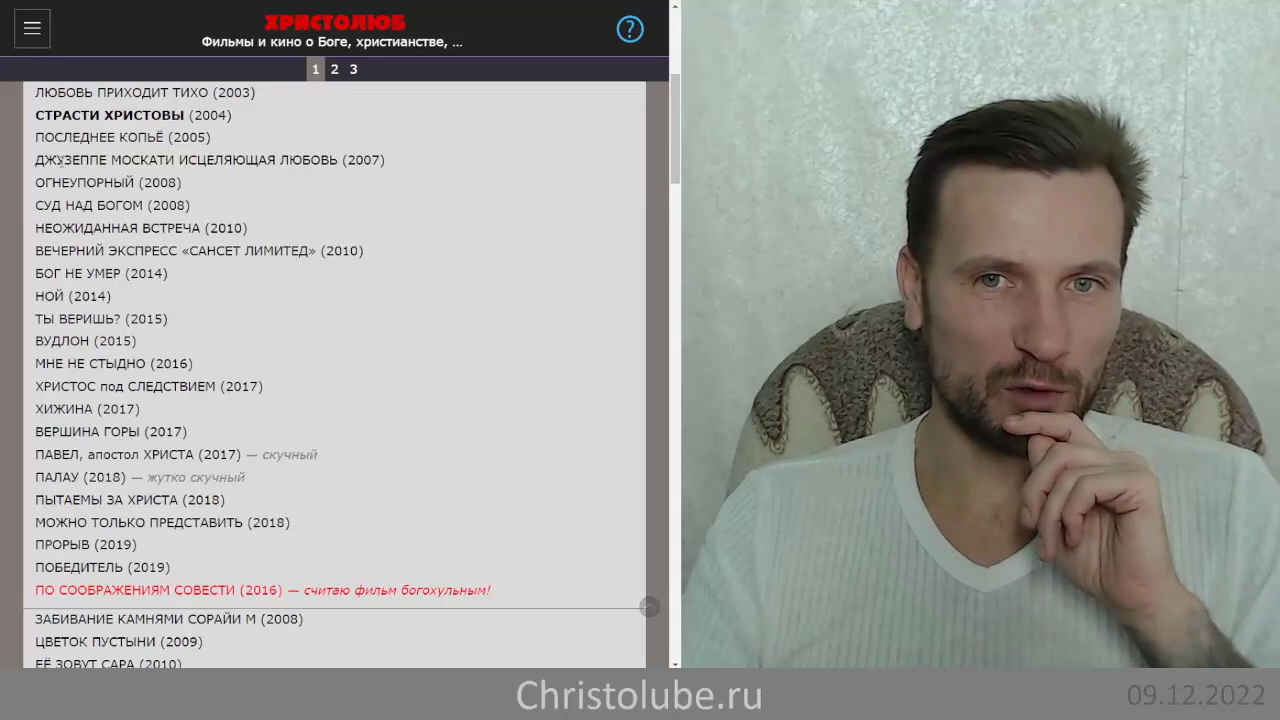 ХРИСТОЛЮБ
Фильмы и кино о Боге, христианстве, ...
?
1 2 3
ЛЮБОВЬ ПРИХОДИТ ТИХО (2003)
СТРАСТИ ХРИСТОВЫ (2004)
ПОСЛЕДНЕЕ КОПЬЁ (2005)
ДЖУЗЕППЕ МОСКАТИ ИСЦЕЛЯЮЩАЯ ЛЮБОВЬ (2007)
ОГНЕУПОРНЫЙ (2008)
СУД НАД БОГОМ (2008)
НЕОЖИДАННАЯ ВСТРЕЧА (2010)
ВЕЧЕРНИЙ ЭКСПРЕСС «САНСЕТ ЛИМИТЕД» (2010)
БОГ НЕ УМЕР (2014)
НОЙ (2014)
ТЫ ВЕРИШЬ? (2015)
ВУДЛОН (2015)
МНЕ НЕ СТЫДНО (2016)
ХРИСТОС под СЛЕДСТВИЕМ (2017)
ХИЖИНА (2017)
ВЕРШИНА ГОРЫ (2017)
ПАВЕЛ, апостол ХРИСТА (2017) — скучный
ПАЛАУ (2018) — жутко скучный
ПЫТАЕМЫ ЗА ХРИСТА (2018)
МОЖНО ТОЛЬКО ПРЕДСТАВИТЬ (2018)
ПРОРЫВ (2019)
ПОБЕДИТЕЛЬ (2019)
ПО СООБРАЖЕНИЯМ СОВЕСТИ (2016) — считаю фильм богохульным!
ЗАБИВАНИЕ КАМНЯМИ СОРАЙИ М (2008)
ЦВЕТОК ПУСТЫНИ (2009)
ЕЁ ЗОВУТ САРА (2010)
Christolube.ru
09.12.2022